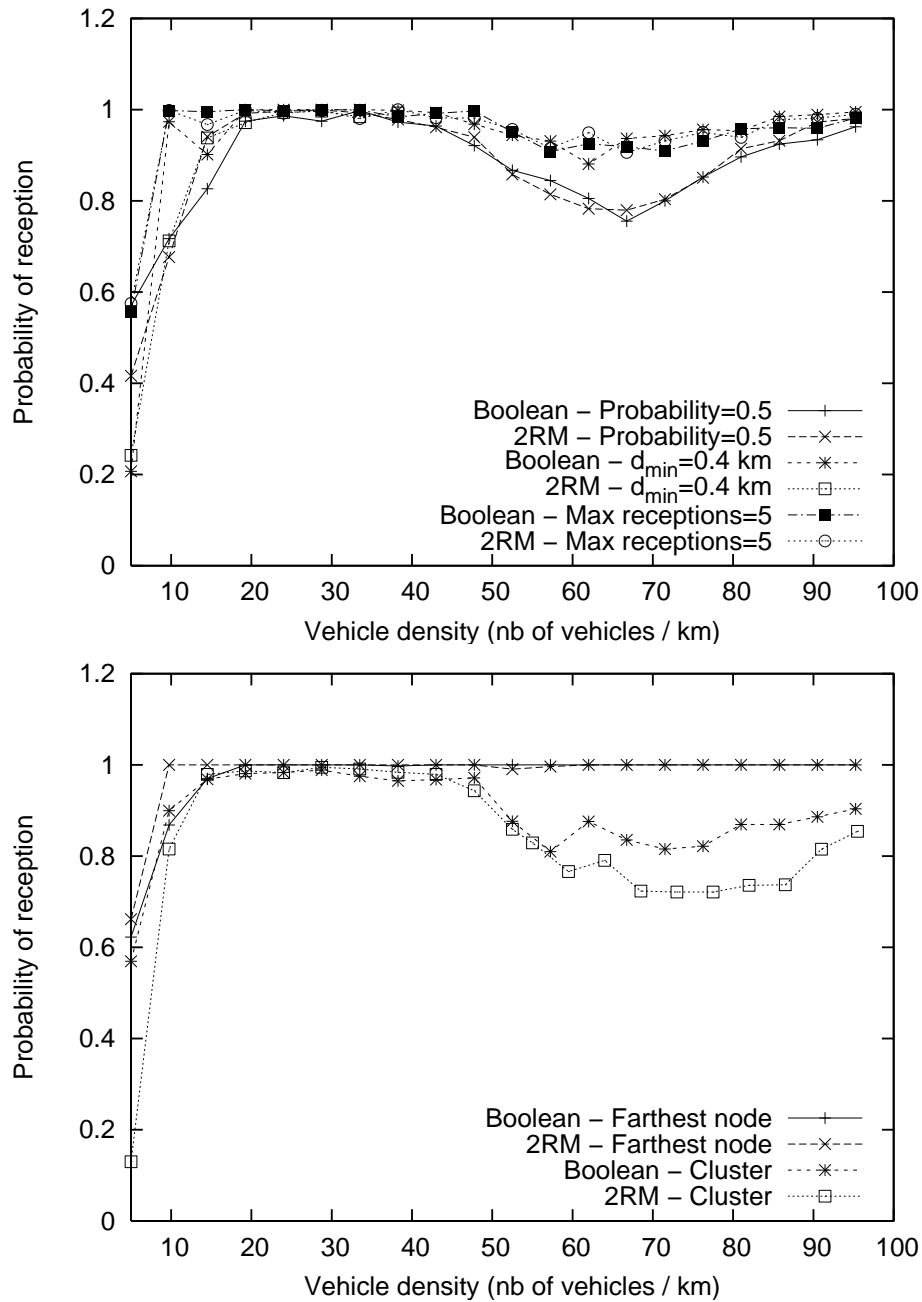 1.2
1
0.8
0.6
0.4
0.2
0
Probability of reception
Boolean – Probability=0.5
2RM – Probability=0.5
Boolean – dmin=0.4 km
2RM – dmin=0.4 km
Boolean – Max receptions=5
2RM – Max receptions=5
10 20 30 40 50 60 70 80 90 100
Vehicle density (nb of vehicles / km)
1.2
1
0.8
0.6
0.4
0.2
0
Probability of reception
Boolean – Farthest node
2RM – Farthest node
Boolean – Cluster
2RM – Cluster
10 20 30 40 50 60 70 80 90 100
Vehicle density (nb of vehicles / km)